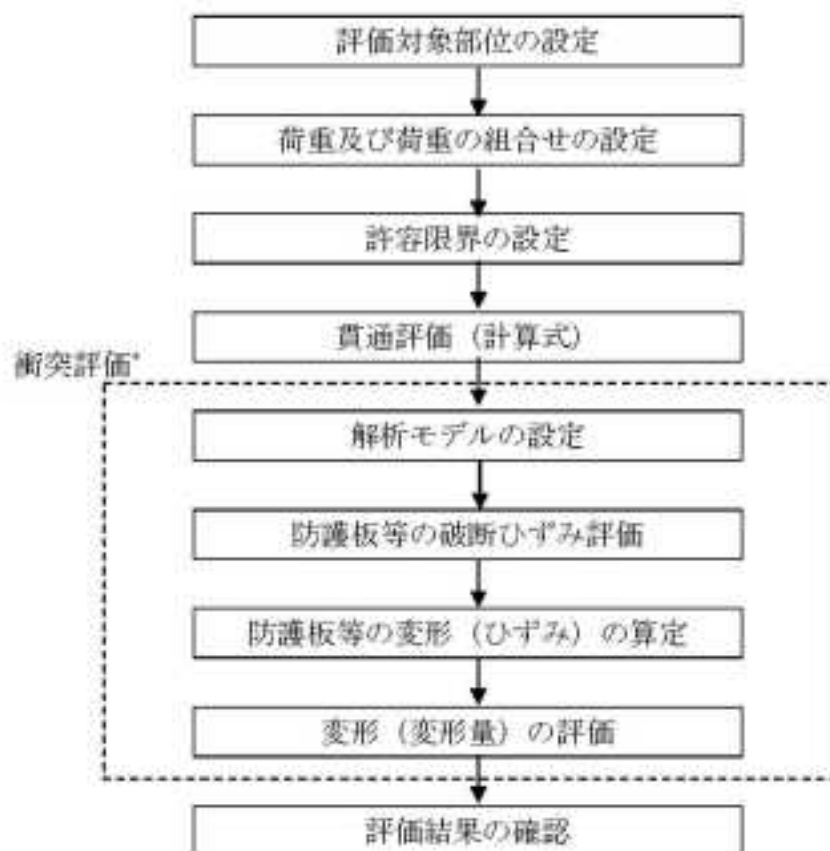 評価対象部位の設定
荷重及び荷重の組合せの設定
許容限界の設定
貫通評価（計算式）
衝突評価*
解析モデルの設定
防護板等の破断ひずみ評価
防護板等の変形（ひずみ）の算定
変形（変形量）の評価
評価結果の確認